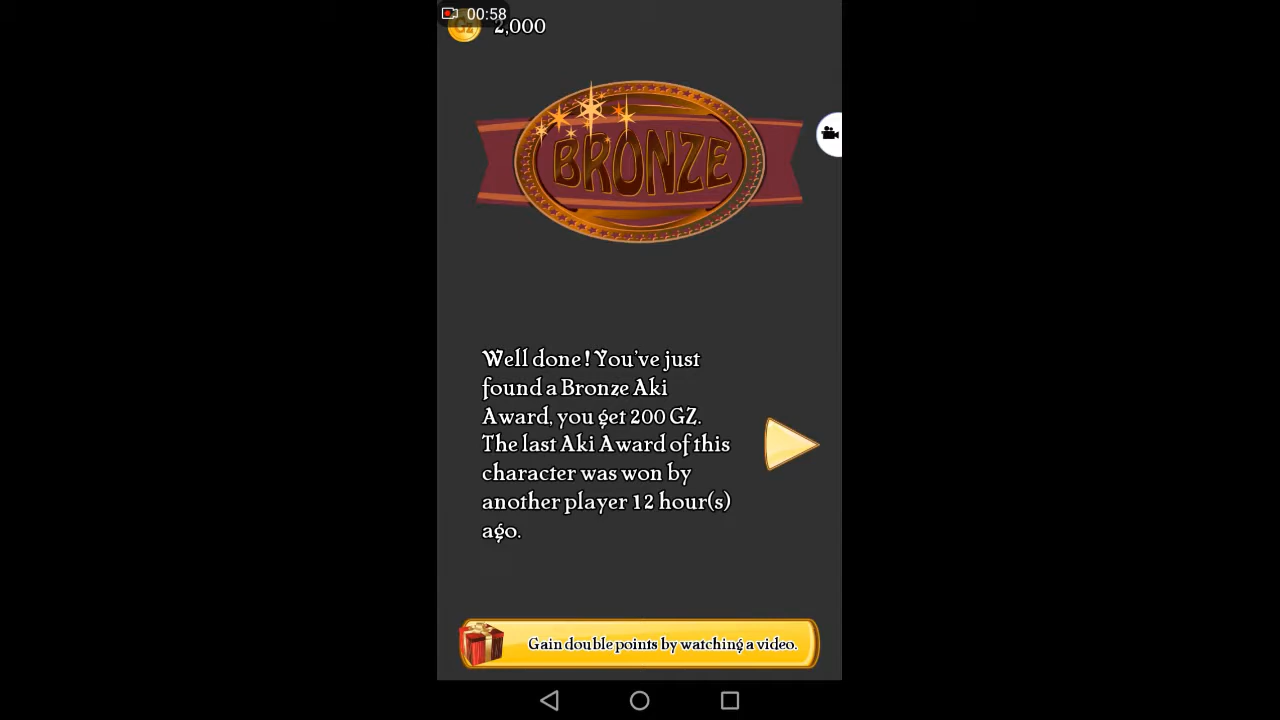 00:58
Gz 2,000
BRONZE
Well done! You've just
found a Bronze Aki
Award, you get 200 GZ.
The last Aki Award of this
character was won by
another player 12 hour(s)
ago.
Gain double points by watching a video.